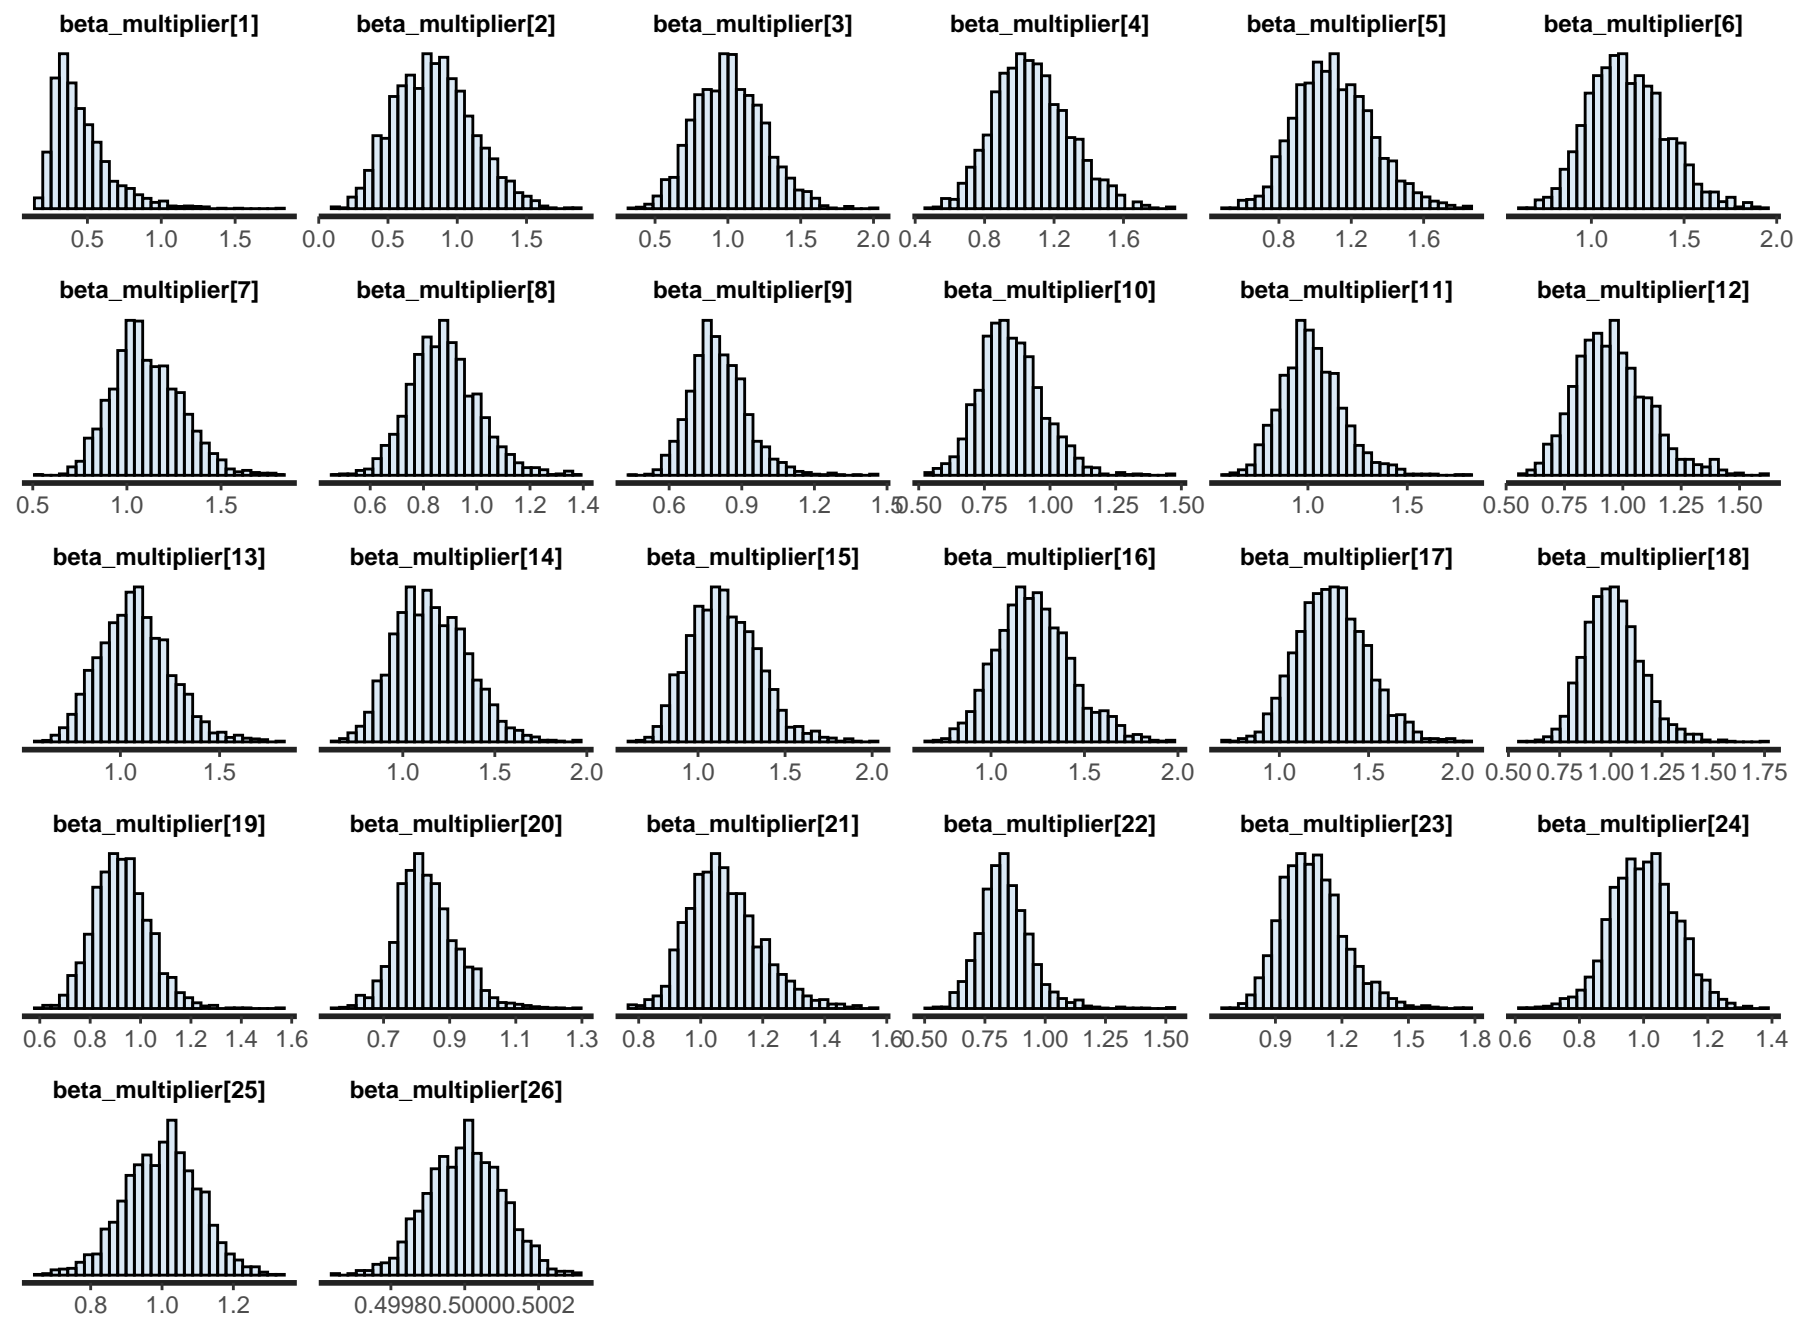 beta_multiplier[1] beta_multiplier[2] beta_multiplier[3] beta_multiplier[4] beta_multiplier[5] beta_multiplier[6]
0.5 1.0 1.5 0.0 0.5 1.0 1.5 0.5 1.0 1.5 2.0 0.4 0.8 1.2 1.6 0.8 1.2 1.6 1.0 1.5 2.0
beta_multiplier[7] beta_multiplier[8] beta_multiplier[9] beta_multiplier[10] beta_multiplier[11] beta_multiplier[12]
0.5 1.0 1.5 0.6 0.8 1.0 1.2 1.4 0.6 0.9 1.2 1.5 0.50 0.75 1.00 1.25 1.50 1.0 1.5 0.50 0.75 1.00 1.25 1.50
beta_multiplier[13] beta_multiplier[14] beta_multiplier[15] beta_multiplier[16] beta_multiplier[17] beta_multiplier[18]
1.0 1.5 1.0 1.5 2.0 1.0 1.5 2.0 1.0 1.5 2.0 1.0 1.5 2.0 0.50 0.75 1.00 1.25 1.50 1.75
beta_multiplier[19] beta_multiplier[20] beta_multiplier[21] beta_multiplier[22] beta_multiplier[23] beta_multiplier[24]
0.6 0.8 1.0 1.2 1.4 1.6 0.7 0.9 1.1 1.3 0.8 1.0 1.2 1.4 1.6 0.50 0.75 1.00 1.25 1.50 0.9 1.2 1.5 1.8 0.6 0.8 1.0 1.2 1.4
beta_multiplier[25] beta_multiplier[26]
0.8 1.0 1.2 0.4998 0.5000 0.5002